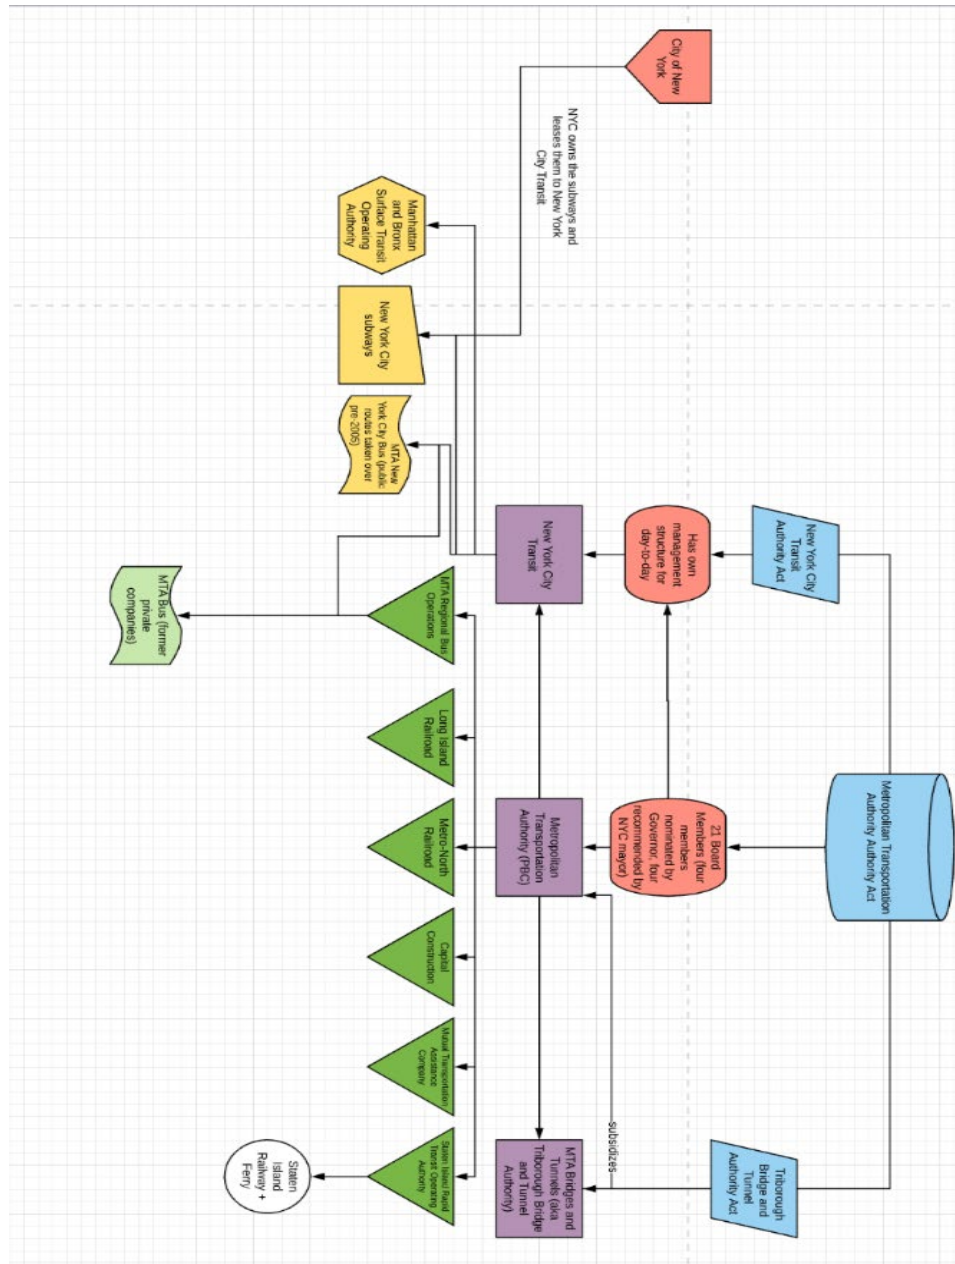 City of New
York
NYC owns the subways and
leases them to New York
City Transit
Metropolitan Transportation
Authority Authority Act
New York City
Transit
Authority Act
Triborough
Bridge and
Tunnel
Authority Act
Has own
management
structure for
day-to-day
21 Board
Members (four
members
nominated by
Governor, four
recommended by
NYC mayor)
subsidizes
New York City
Transit
Metropolitan
Transportation
Authority (PBC)
MTA Bridges and
Tunnels (aka
Triborough Bridge
and Tunnel
Authority)
Manhattan
and Bronx
Surface Transit
Operating
Authority
New York City
subways
MTA New
York City Bus (public
routes taken over
pre-2005)
MTA Regional Bus
Operations
Long Island
Railroad
Metro-North
Railroad
Capital
Construction
Mutual Transportation
Assistance
Company
Staten Island Rapid
Transit Operating
Authority
MTA Bus (former
private
companies)
Staten
Island
Railway +
Ferry